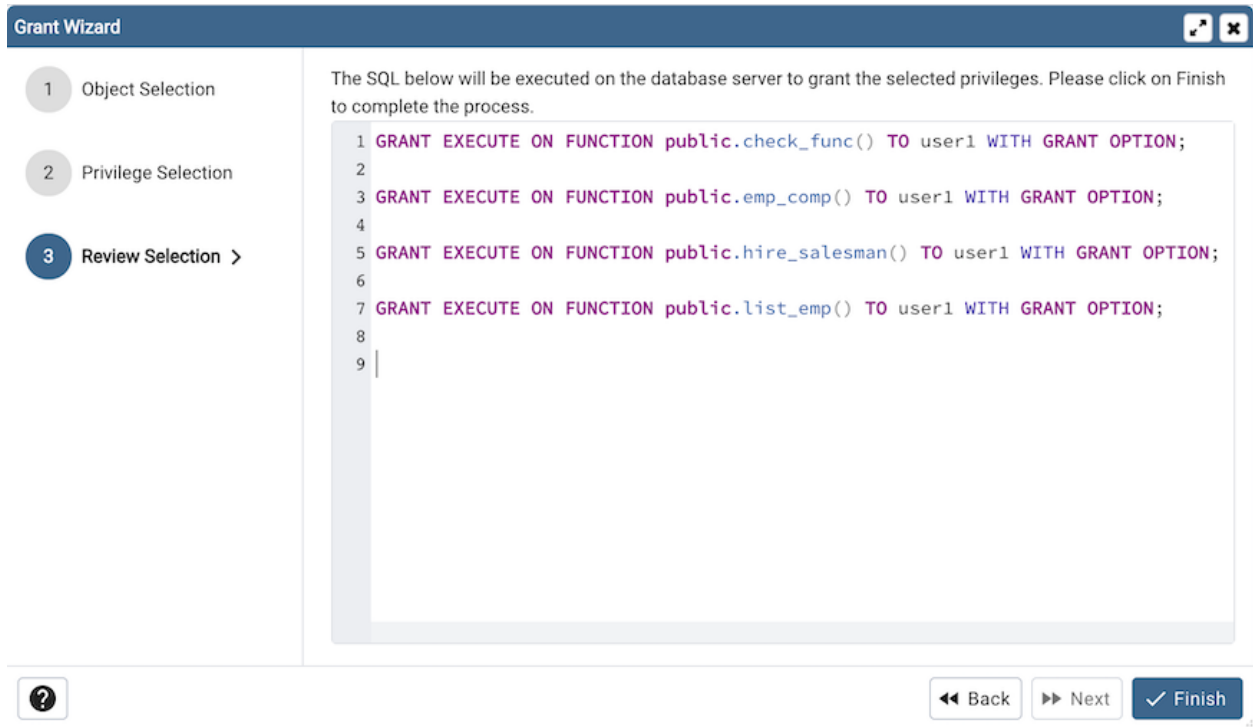 Grant Wizard
1 Object Selection
2 Privilege Selection
3 Review Selection
The SQL below will be executed on the database server to grant the selected privileges. Please click on Finish
to complete the process.
1 GRANT EXECUTE ON FUNCTION public.check_func() TO user1 WITH GRANT OPTION;
2
3 GRANT EXECUTE ON FUNCTION public.emp_comp() TO user1 WITH GRANT OPTION;
4
5 GRANT EXECUTE ON FUNCTION public.hire_salesman() TO user1 WITH GRANT OPTION;
6
7 GRANT EXECUTE ON FUNCTION public.list_emp() TO user1 WITH GRANT OPTION;
8
9
?
Back
Next
Finish